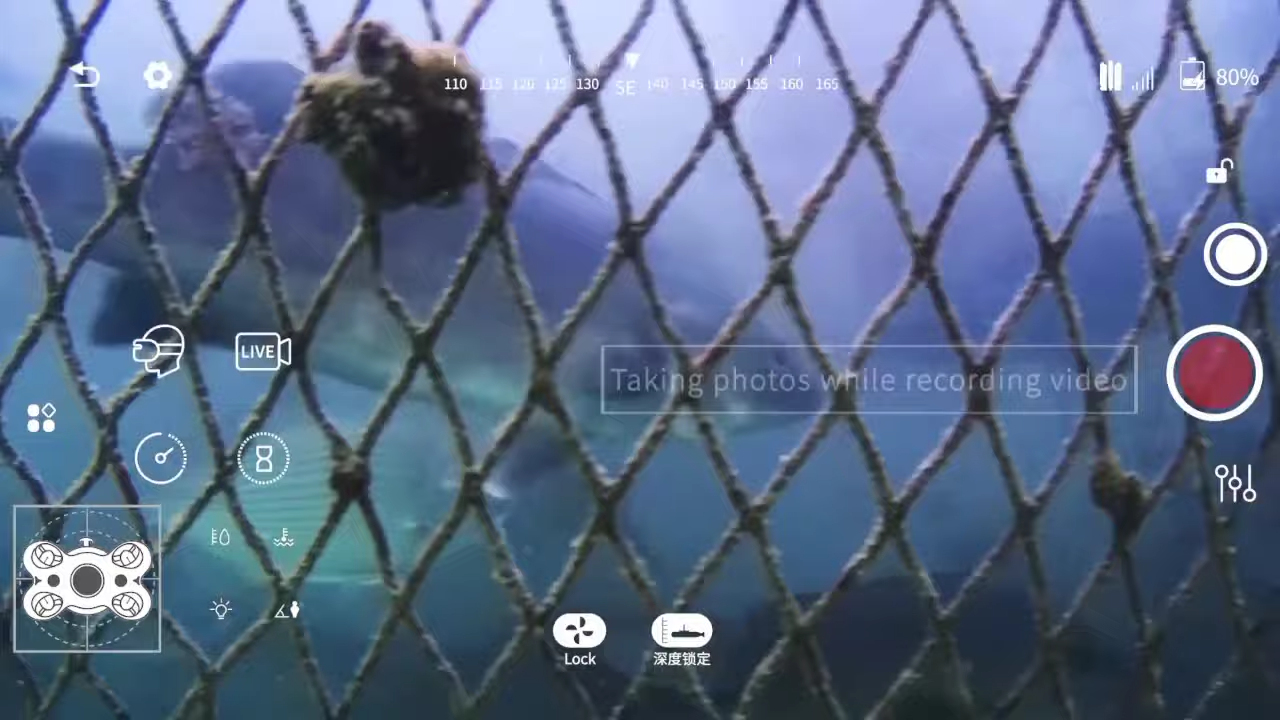 110 115 120 125 130 SE 140 145 150 155 160 165
80%
LIVE
Taking photos while recording video
Lock
深度锁定